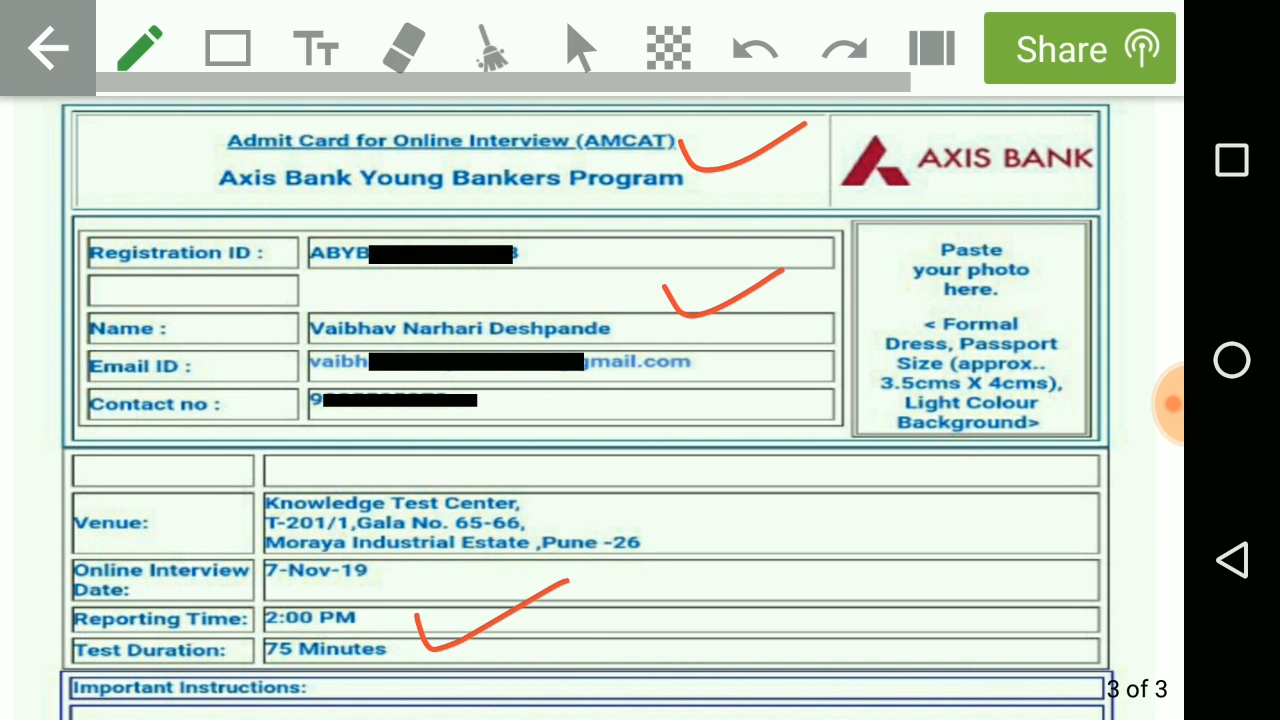 Share
Admit Card for Online Interview (AMCAT)
Axis Bank Young Bankers Program
AXIS BANK
Registration ID :
ABYB
Name :
Vaibhav Narhari Deshpande
Email ID :
vaibh gmail.com
Contact no :
9
Paste
your photo
here.
< Formal
Dress, Passport
Size (approx..
3.5cms X 4cms),
Light Colour
Background>
Venue:
Knowledge Test Center,
T-201/1,Gala No. 65-66,
Moraya Industrial Estate ,Pune -26
Online Interview
Date:
7-Nov-19
Reporting Time:
2:00 PM
Test Duration:
75 Minutes
Important Instructions:
3 of 3